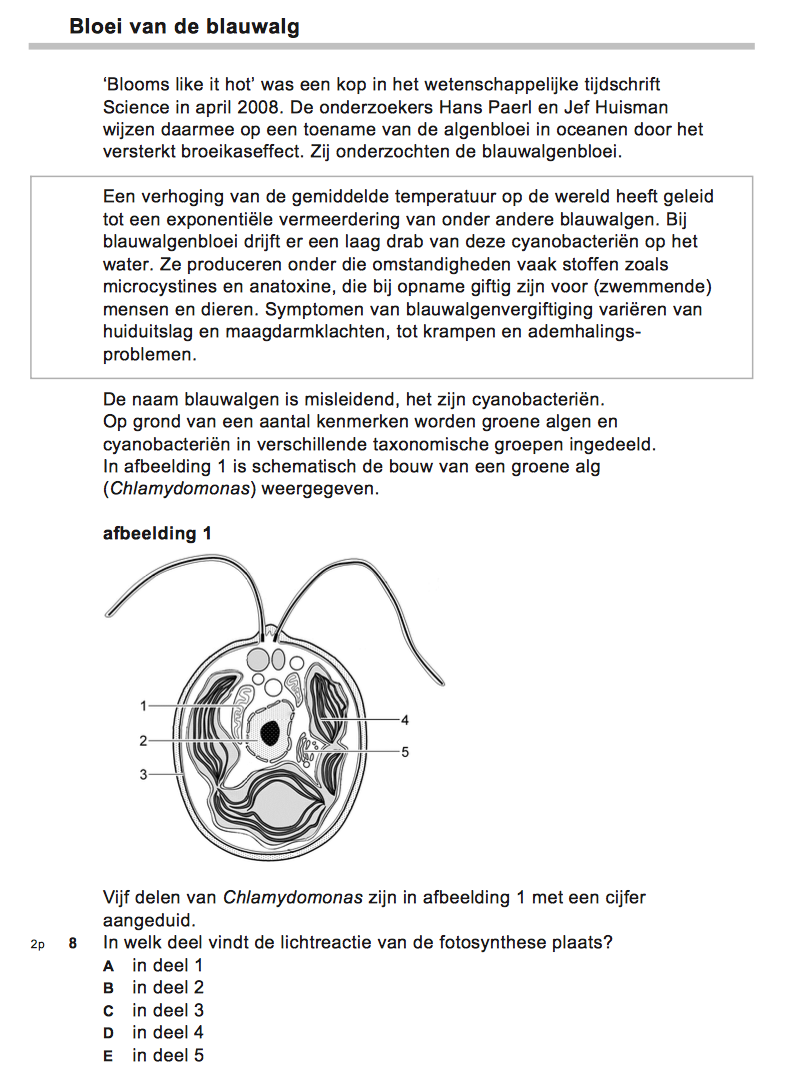 Bloei van de blauwalg
‘Blooms like it hot’ was een kop in het wetenschappelijke tijdschrift
Science in april 2008. De onderzoekers Hans Paerl en Jef Huisman
wijzen daarmee op een toename van de algenbloei in oceanen door het
versterkt broeikaseffect. Zij onderzochten de blauwalgenbloei.
Een verhoging van de gemiddelde temperatuur op de wereld heeft geleid
tot een exponentiële vermeerdering van onder andere blauwalgen. Bij
blauwalgenbloei drijft er een laag drab van deze cyanobacteriën op het
water. Ze produceren onder die omstandigheden vaak stoffen zoals
microcystines en anatoxine, die bij opname giftig zijn voor (zwemmende)
mensen en dieren. Symptomen van blauwalgenvergiftiging variëren van
huiduitslag en maagdarmklachten, tot krampen en ademhalings-
problemen.
De naam blauwalgen is misleidend, het zijn cyanobacteriën.
Op grond van een aantal kenmerken worden groene algen en
cyanobacteriën in verschillende taxonomische groepen ingedeeld.
In afbeelding 1 is schematisch de bouw van een groene alg
(Chlamydomonas) weergegeven.
afbeelding 1
1
2
3
4
5
Vijf delen van Chlamydomonas zijn in afbeelding 1 met een cijfer
aangeduid.
2p 8 In welk deel vindt de lichtreactie van de fotosynthese plaats?
A in deel 1
B in deel 2
C in deel 3
D in deel 4
E in deel 5